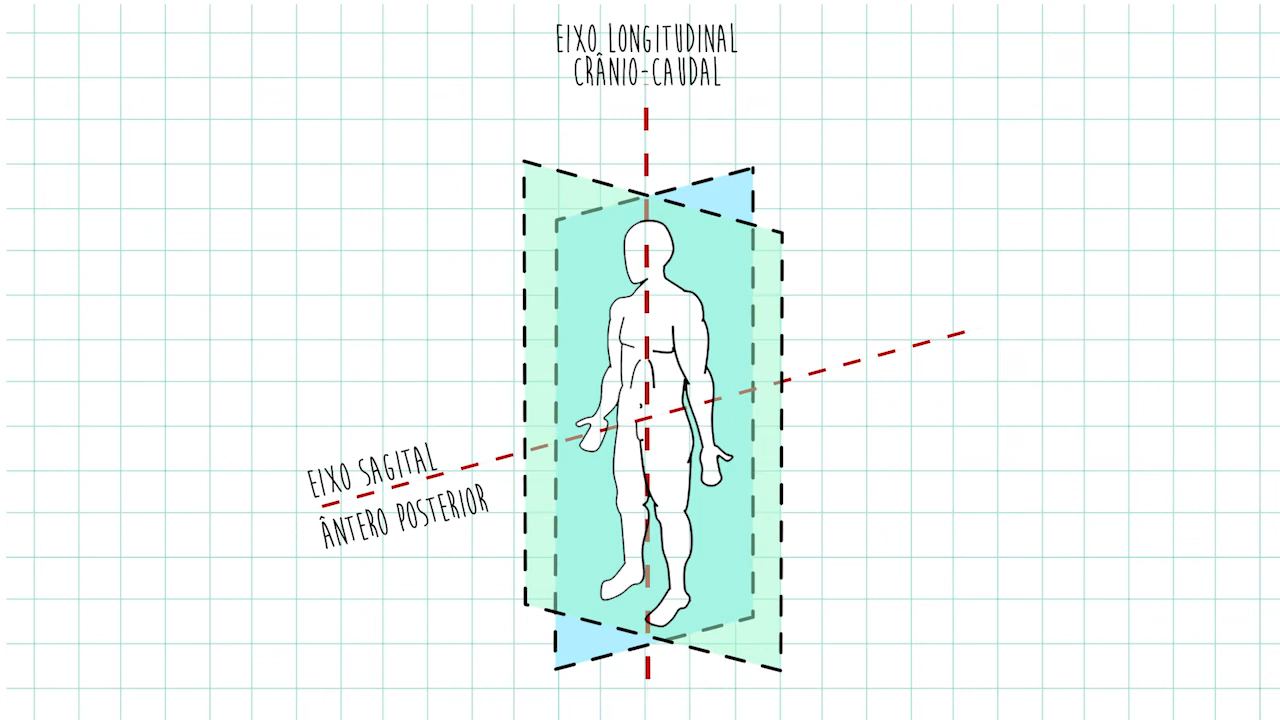 EIXO LONGITUDINAL
CRÂNIO-CAUDAL
EIXO SAGITAL
ÂNTERO POSTERIOR